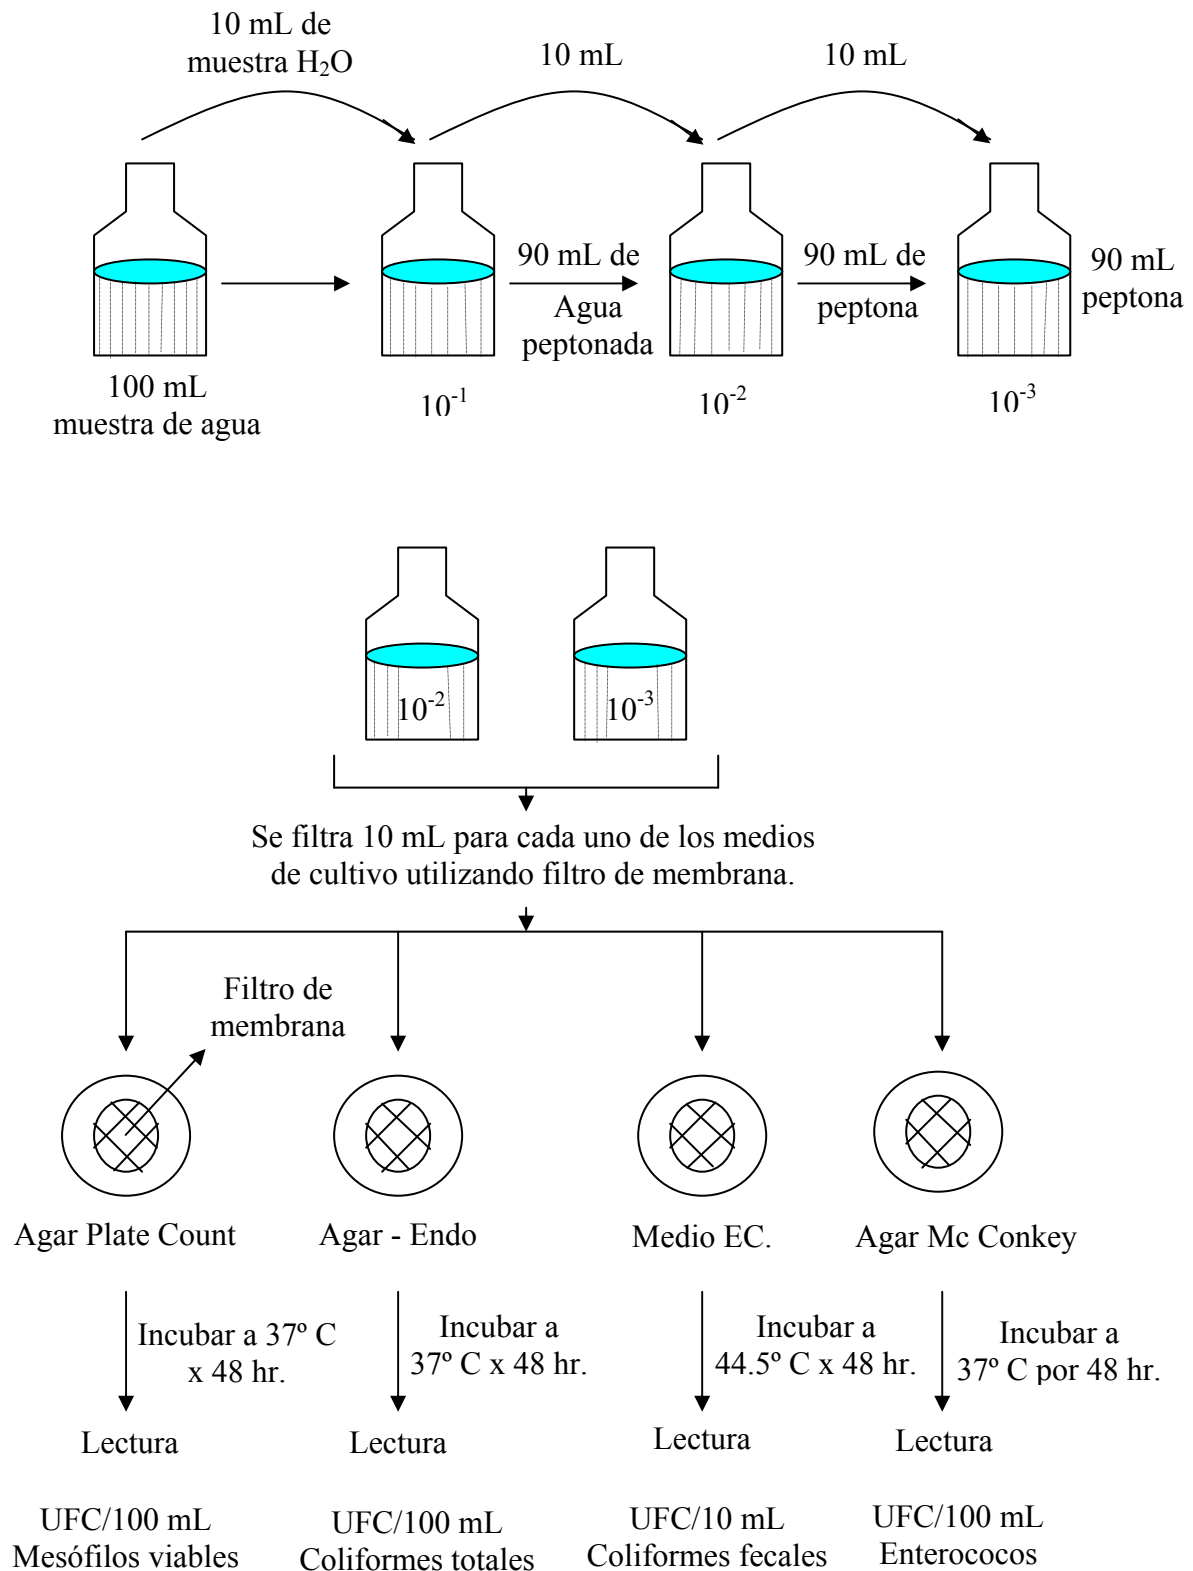 10 mL de
muestra H₂O
10 mL
10 mL
90 mL de
Agua
peptonada
90 mL de
peptona
90 mL
peptona
100 mL
muestra de agua
10⁻¹
10⁻²
10⁻³
10⁻²
10⁻³
Se filtra 10 mL para cada uno de los medios
de cultivo utilizando filtro de membrana.
Filtro de
membrana
Agar Plate Count
Agar - Endo
Medio EC.
Agar Mc Conkey
Incubar a 37º C
x 48 hr.
Incubar a
37º C x 48 hr.
Incubar a
44.5º C x 48 hr.
Incubar a
37º C por 48 hr.
Lectura
Lectura
Lectura
Lectura
UFC/100 mL
Mesófilos viables
UFC/100 mL
Coliformes totales
UFC/10 mL
Coliformes fecales
UFC/100 mL
Enterococos